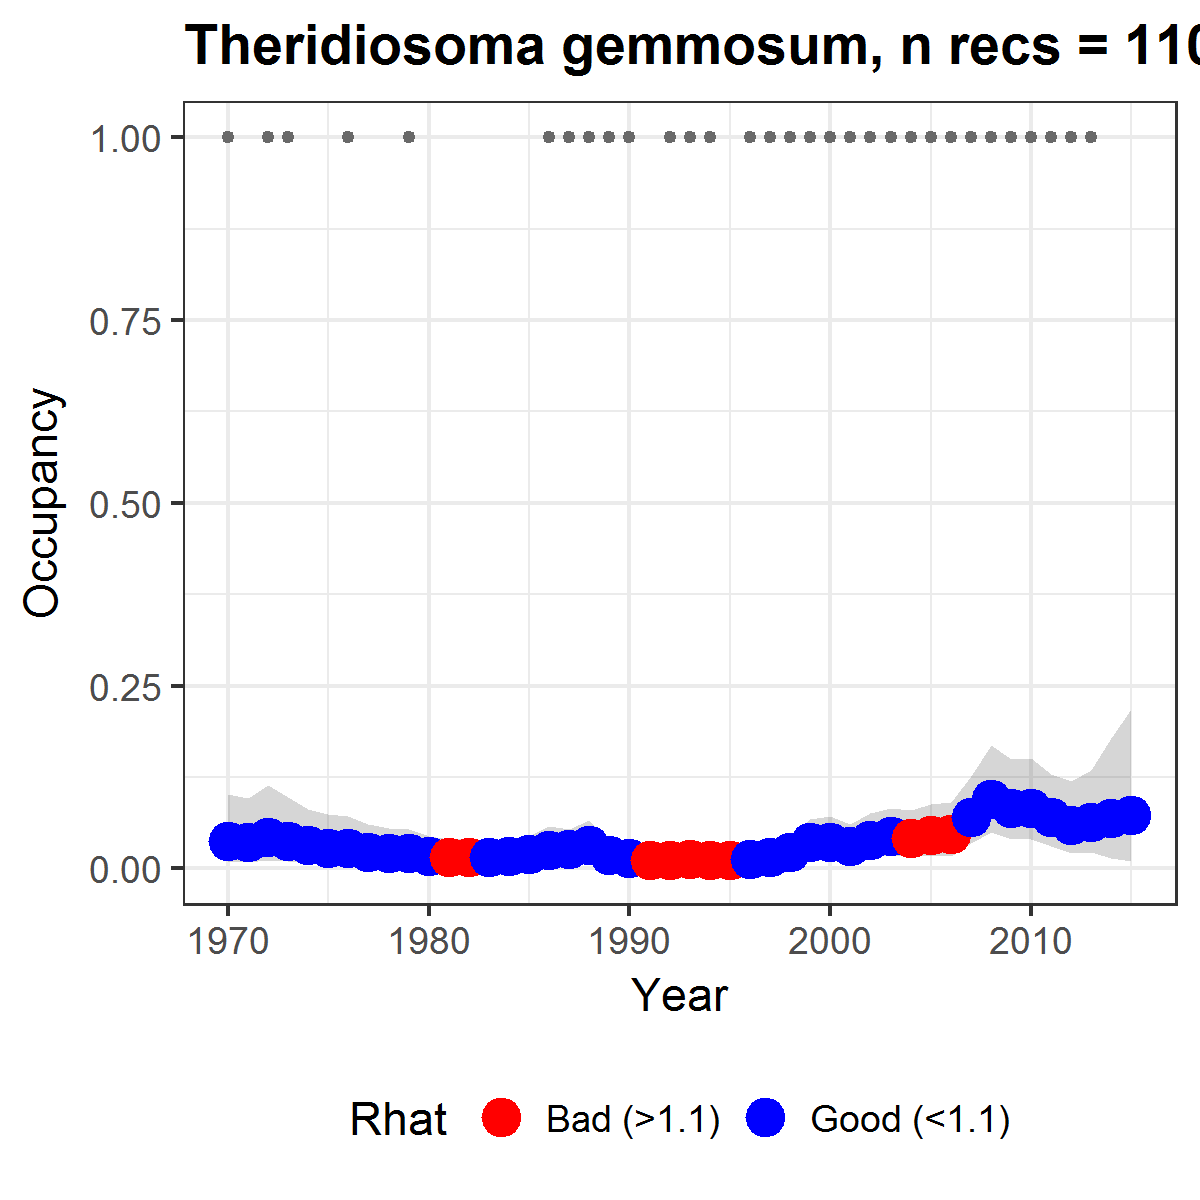 Theridiosoma gemmosum, n recs = 110
1.00
0.75
0.50
0.25
0.00
Occupancy
1970 1980 1990 2000 2010
Year
Rhat Bad (>1.1) Good (<1.1)